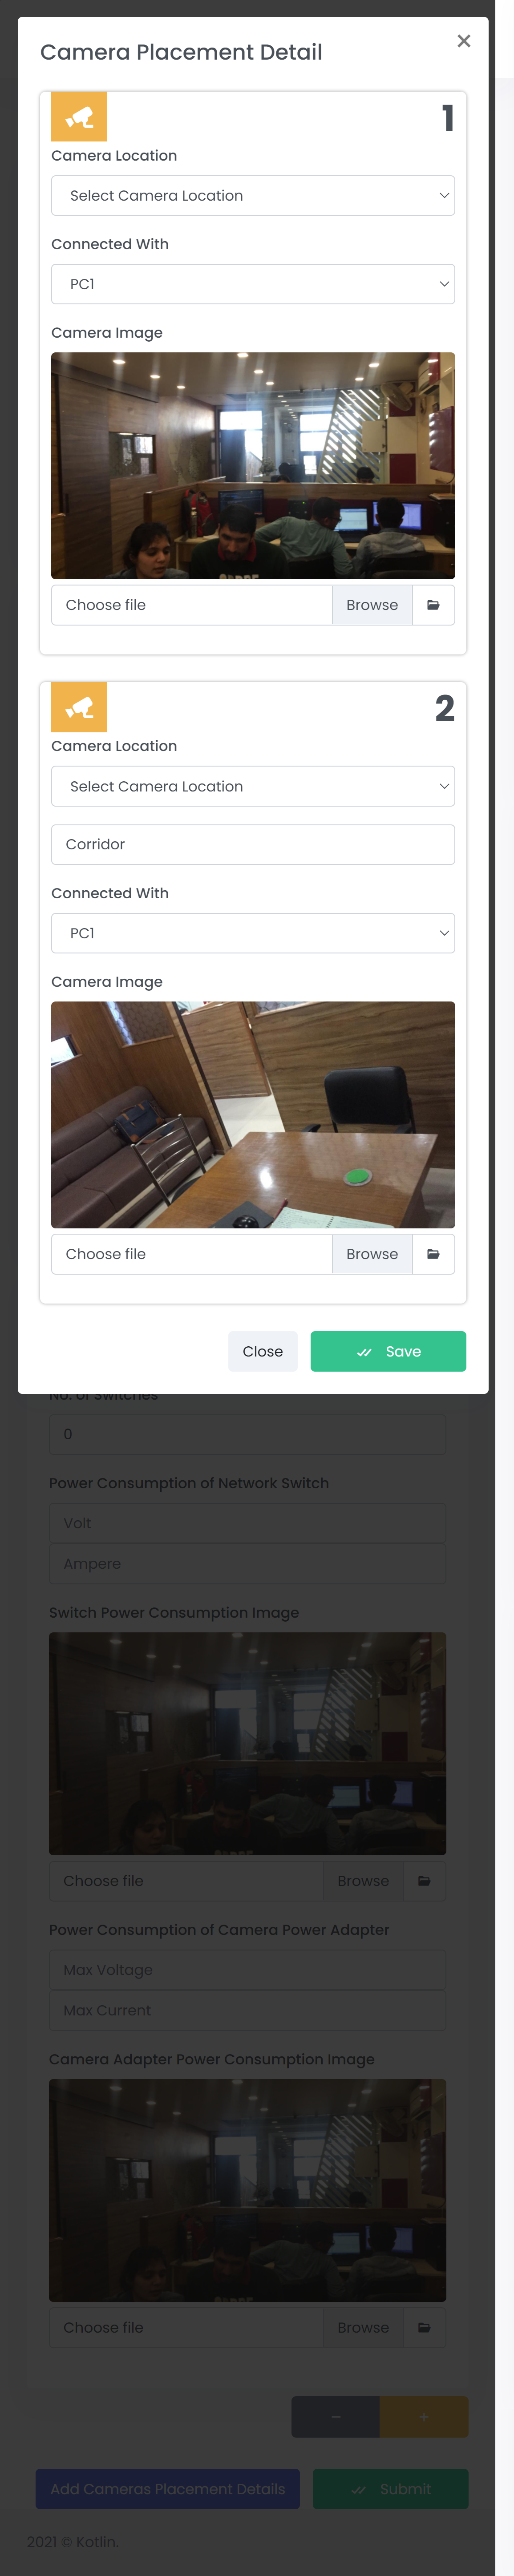 Camera Placement Detail
×
1
Camera Location
Select Camera Location
Connected With
PC1
Camera Image
Choose file
Browse
2
Camera Location
Select Camera Location
Corridor
Connected With
PC1
Camera Image
Choose file
Browse
Close
Save
No. of Switches
0
Power Consumption of Network Switch
Volt
Ampere
Switch Power Consumption Image
Choose file
Browse
Power Consumption of Camera Power Adapter
Max Voltage
Max Current
Camera Adapter Power Consumption Image
Choose file
Browse
−
+
Add Cameras Placement Details
Submit
2021 © Kotlin.